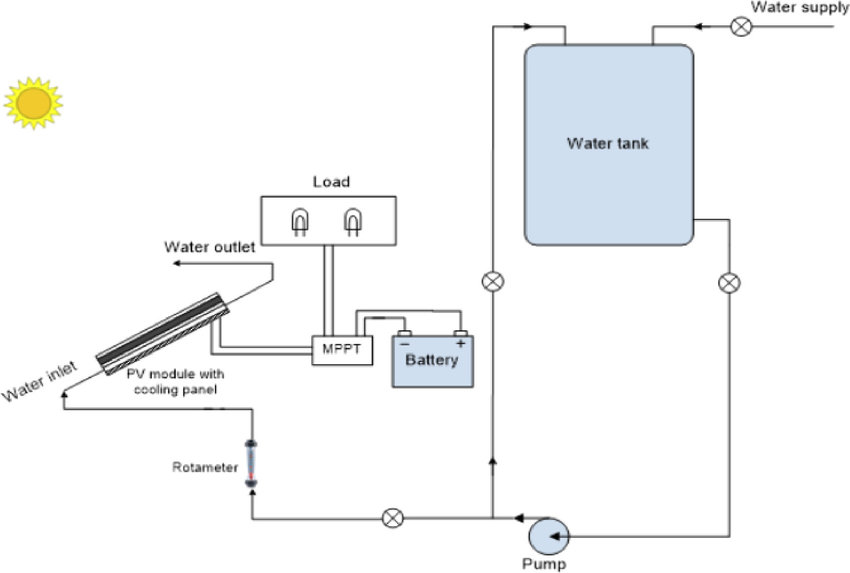 Water supply
Water tank
Load
Water outlet
MPPT
− +
Battery
Water inlet
PV module with
cooling panel
Rotameter
Pump